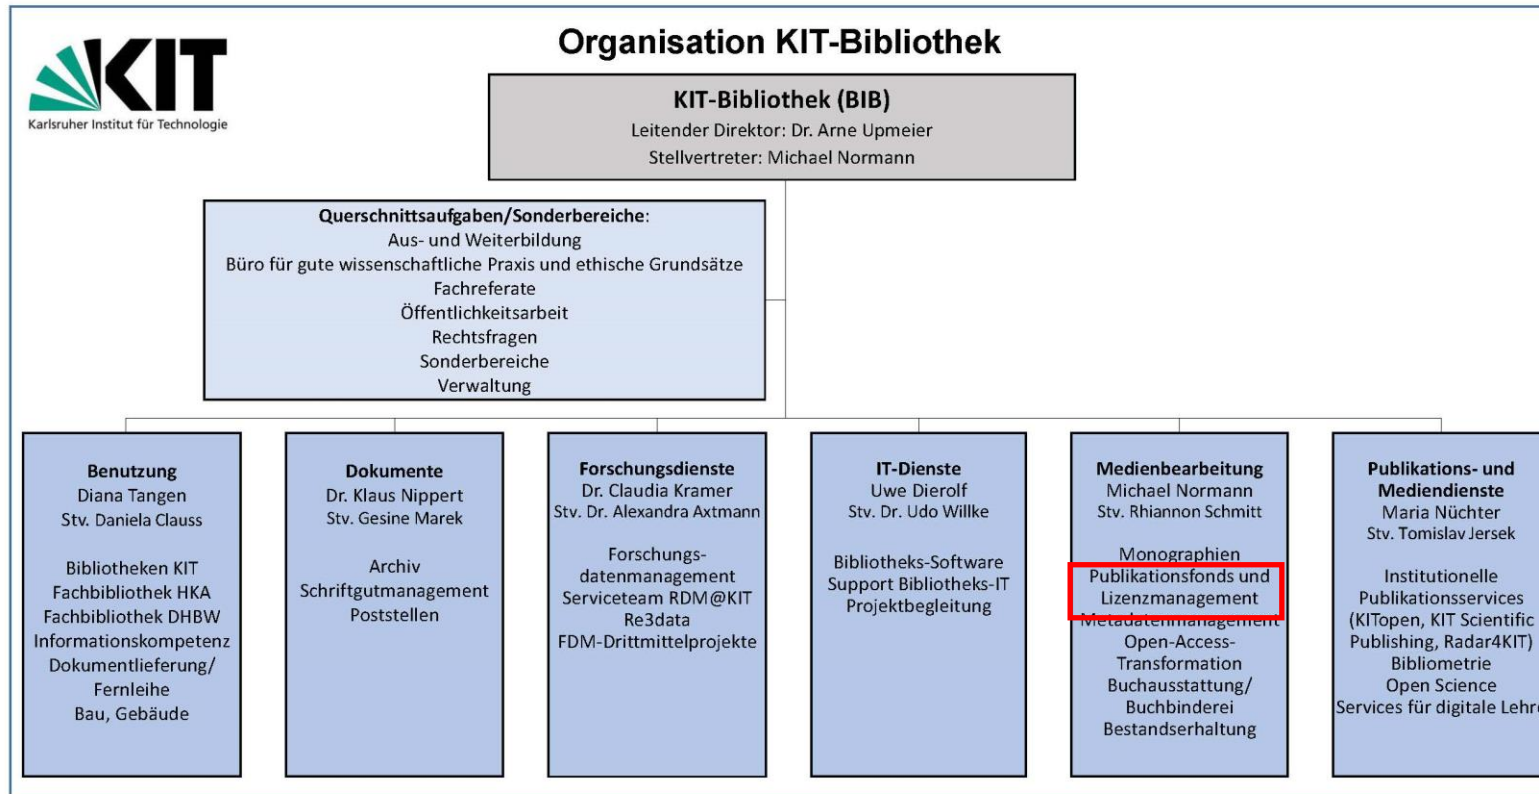 KIT
Karlsruher Institut für Technologie
Organisation KIT-Bibliothek
KIT-Bibliothek (BIB)
Leitender Direktor: Dr. Arne Upmeier
Stellvertreter: Michael Normann
Querschnittsaufgaben/Sonderbereiche:
Aus- und Weiterbildung
Büro für gute wissenschaftliche Praxis und ethische Grundsätze
Fachreferate
Öffentlichkeitsarbeit
Rechtsfragen
Sonderbereiche
Verwaltung
Benutzung
Diana Tangen
Stv. Daniela Clauss
Bibliotheken KIT
Fachbibliothek HKA
Fachbibliothek DHBW
Informationskompetenz
Dokumentlieferung/
Fernleihe
Bau, Gebäude
Dokumente
Dr. Klaus Nippert
Stv. Gesine Marek
Archiv
Schriftgutmanagement
Poststellen
Forschungsdienste
Dr. Claudia Kramer
Stv. Dr. Alexandra Axtmann
Forschungs-
datenmanagement
Serviceteam RDM@KIT
Re3data
FDM-Drittmittelprojekte
IT-Dienste
Uwe Dierolf
Stv. Dr. Udo Willke
Bibliotheks-Software
Support Bibliotheks-IT
Projektbegleitung
Medienbearbeitung
Michael Normann
Stv. Rhiannon Schmitt
Monographien
Publikationsfonds und
Lizenzmanagement
Metadatenmanagement
Open-Access-
Transformation
Buchausstattung/
Buchbinderei
Bestandserhaltung
Publikations- und
Mediendienste
Maria Nüchter
Stv. Tomislav Jersek
Institutionelle
Publikationsservices
(KITopen, KIT Scientific
Publishing, Radar4KIT)
Bibliometrie
Open Science
Services für digitale Lehre